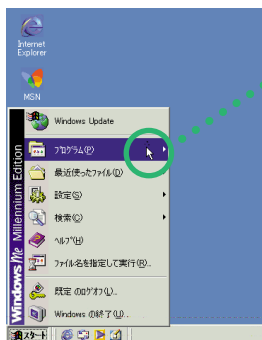 Internet
Explorer
MSN
Windows Update
プログラム(P)
最近使ったファイル(D)
設定(S)
検索(C)
ヘルプ(H)
ファイル名を指定して実行(R)...
既定 のログオフ(L)...
Windows の終了(U)...
Windows Me Millennium Edition
スタート